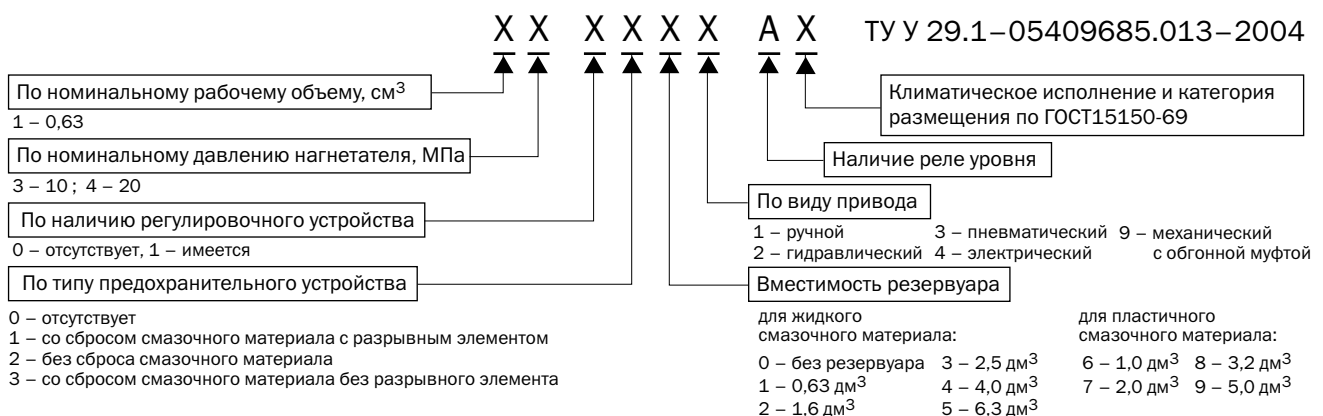 X X X X X X A X ТУ У 29.1–05409685.013–2004
По номинальному рабочему объему, см3
1 – 0,63
По номинальному давлению нагнетателя, МПа
3 – 10 ; 4 – 20
По наличию регулировочного устройства
0 – отсутствует, 1 – имеется
По типу предохранительного устройства
0 – отсутствует
1 – со сбросом смазочного материала с разрывным элементом
2 – без сброса смазочного материала
3 – со сбросом смазочного материала без разрывного элемента
Климатическое исполнение и категория
размещения по ГОСТ15150-69
Наличие реле уровня
По виду привода
1 – ручной 3 – пневматический 9 – механический
2 – гидравлический 4 – электрический с обгонной муфтой
Вместимость резервуара
для жидкого
смазочного материала:
0 – без резервуара 3 – 2,5 дм3
1 – 0,63 дм3 4 – 4,0 дм3
2 – 1,6 дм3 5 – 6,3 дм3
для пластичного
смазочного материала:
6 – 1,0 дм3 8 – 3,2 дм3
7 – 2,0 дм3 9 – 5,0 дм3